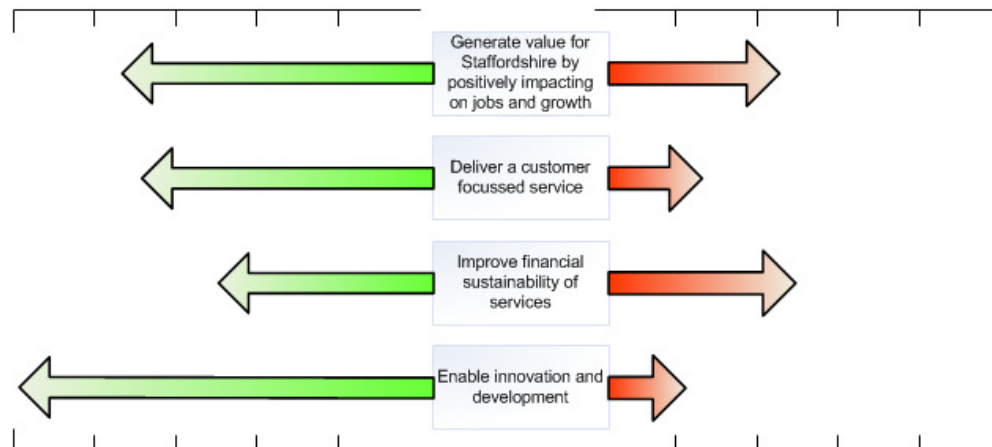 Generate value for
Staffordshire by
positively impacting
on jobs and growth
Deliver a customer
focussed service
Improve financial
sustainability of
services
Enable innovation and
development